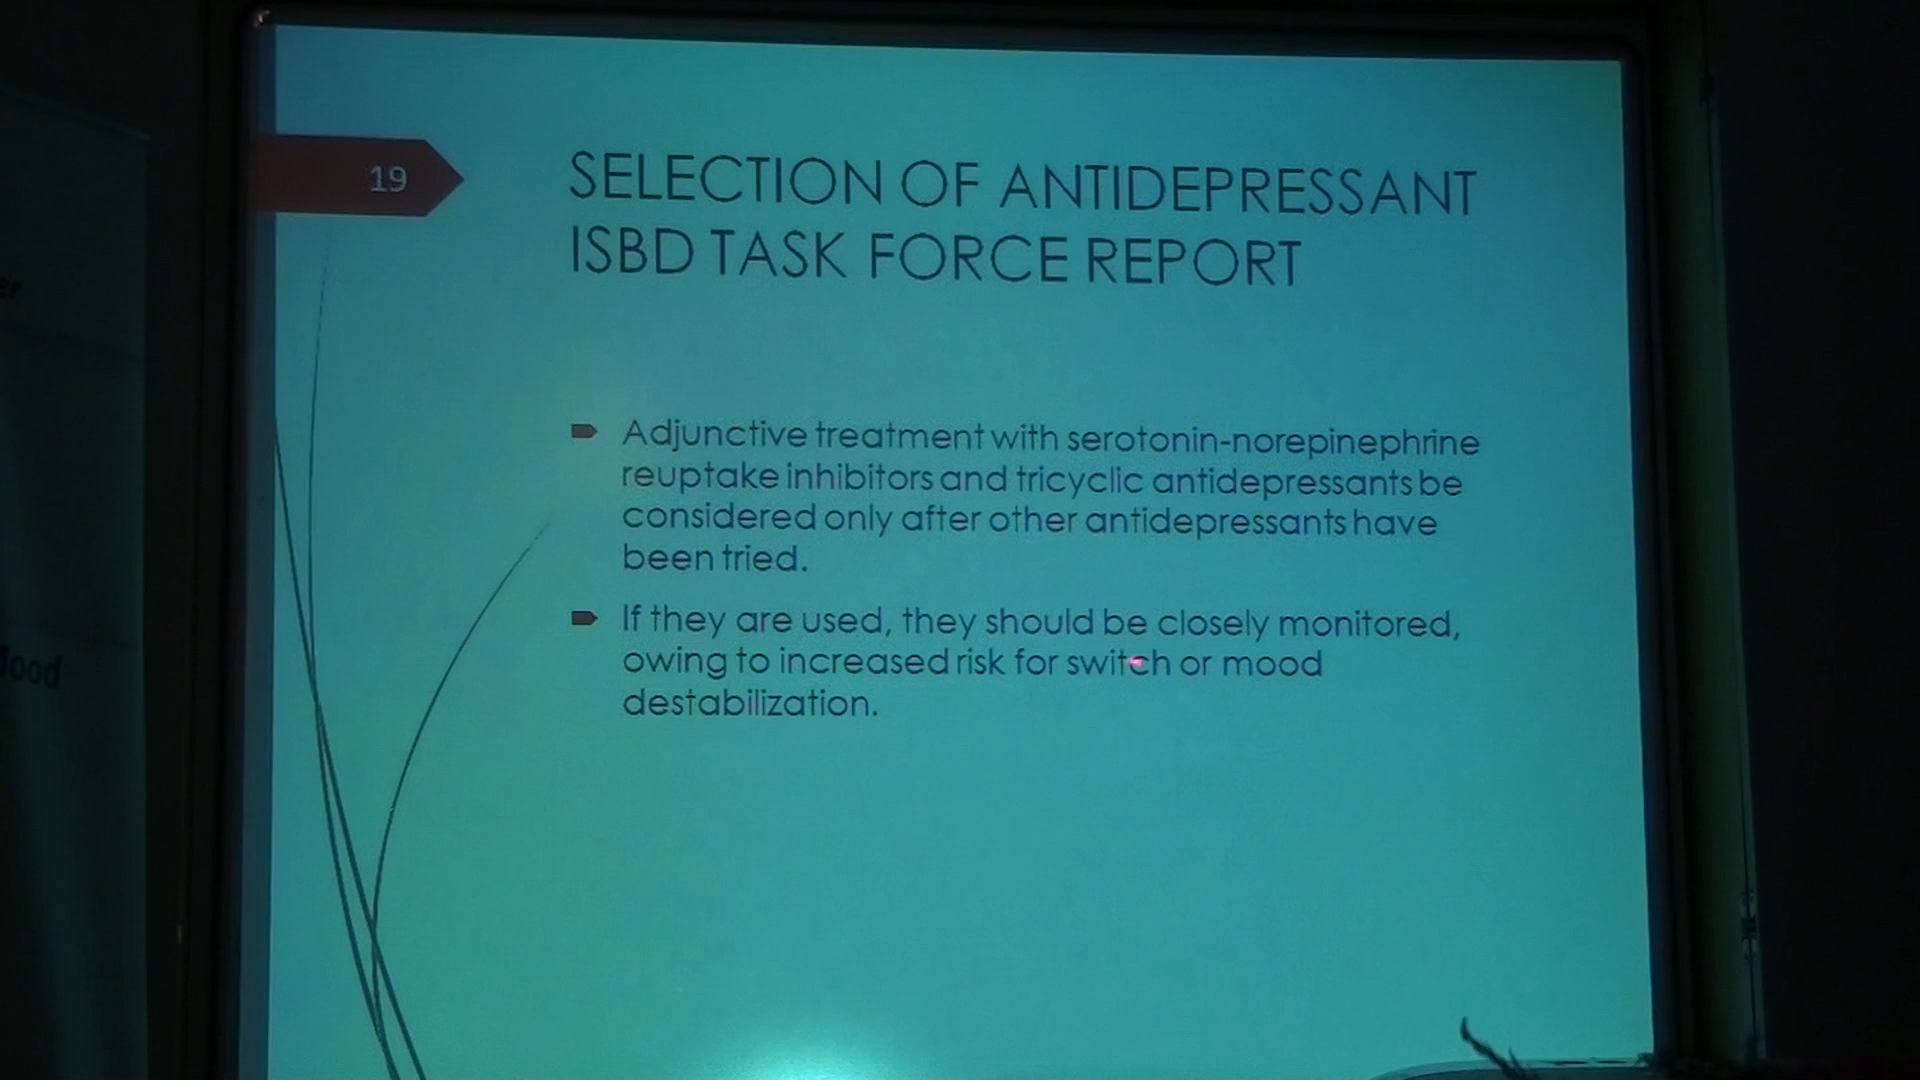 19
SELECTION OF ANTIDEPRESSANT
ISBD TASK FORCE REPORT
Adjunctive treatment with serotonin-norepinephrine
reuptake inhibitors and tricyclic antidepressants be
considered only after other antidepressants have
been tried.
If they are used, they should be closely monitored,
owing to increased risk for switch or mood
destabilization.
er